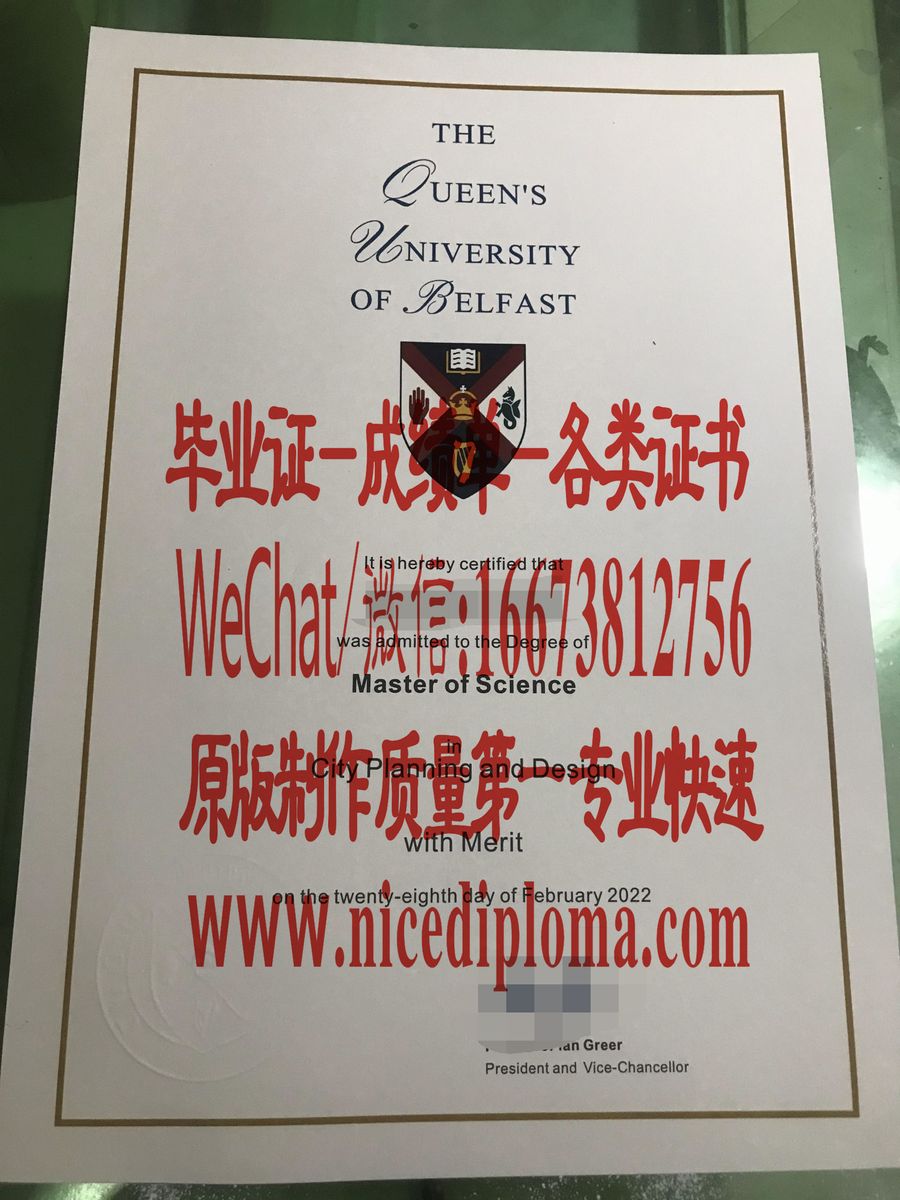 THE
QUEEN'S
UNIVERSITY
OF BELFAST
毕业证一成绩单一各类证书
It is hereby certified that
WeChat/微信:16673812756
was admitted to the Degree of
Master of Science
in
原版制作质量第一专业快速
City Planning and Design
with Merit
on the twenty-eighth day of February 2022
www.nicediploma.com
Ian Greer
President and Vice-Chancellor